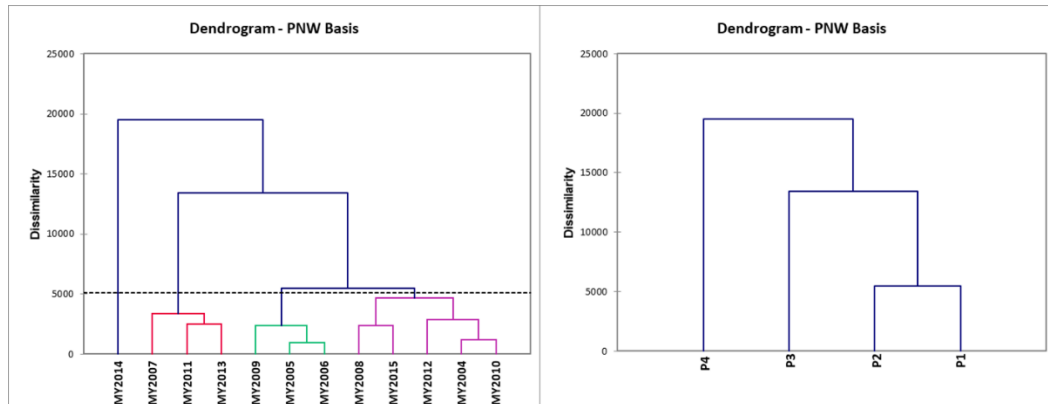 Dendrogram - PNW Basis
25000
20000
15000
10000
5000
0
Dissimilarity
MY2014
MY2007
MY2011
MY2013
MY2009
MY2005
MY2006
MY2008
MY2015
MY2012
MY2004
MY2010
Dendrogram - PNW Basis
25000
20000
15000
10000
5000
0
Dissimilarity
P4
P3
P2
P1